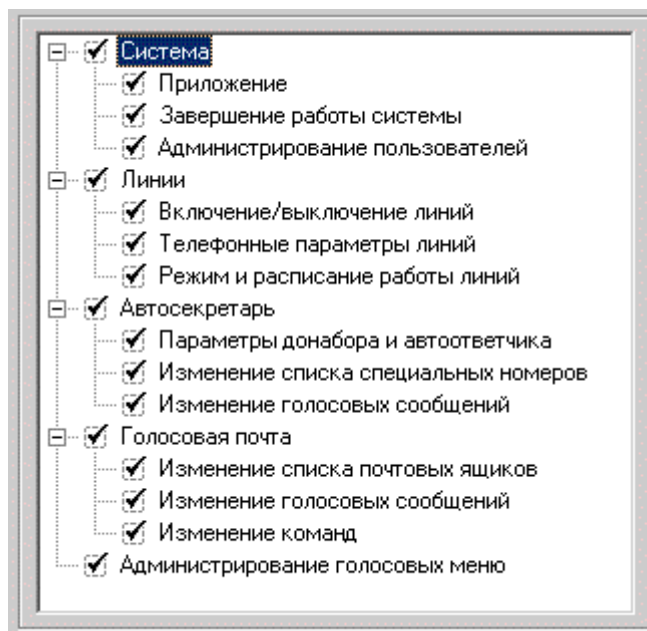 Система
Приложение
Завершение работы системы
Администрирование пользователей
Линии
Включение/выключение линий
Телефонные параметры линий
Режим и расписание работы линий
Автосекретарь
Параметры донабора и автоответчика
Изменение списка специальных номеров
Изменение голосовых сообщений
Голосовая почта
Изменение списка почтовых ящиков
Изменение голосовых сообщений
Изменение команд
Администрирование голосовых меню